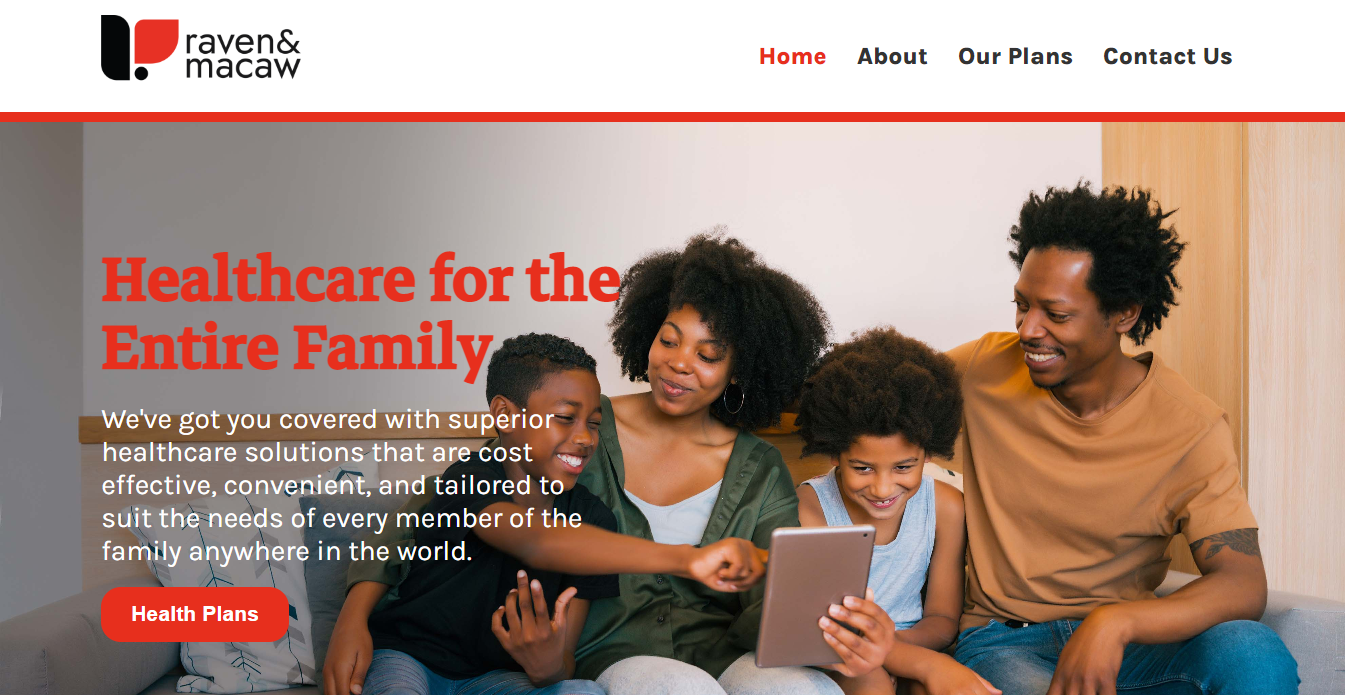 raven&
macaw
Home About Our Plans Contact Us
Healthcare for the
Entire Family
We've got you covered with superior
healthcare solutions that are cost
effective, convenient, and tailored to
suit the needs of every member of the
family anywhere in the world.
Health Plans